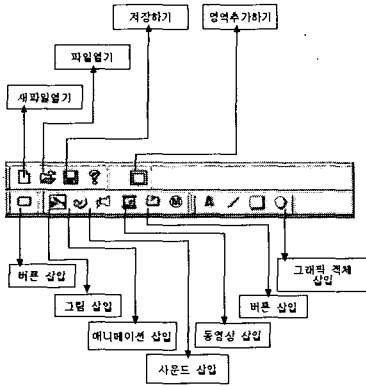 저장하기
영역추가하기
파일열기
새파일열기
버튼 삽입
그래픽 객체
삽입
그림 삽입
버튼 삽입
애니메이션 삽입
동영상 삽입
사운드 삽입